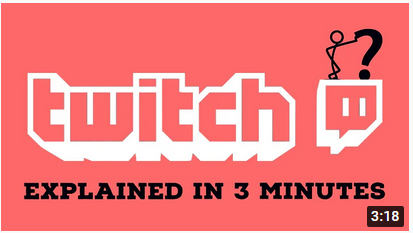 ?
twitch
EXPLAINED IN 3 MINUTES
3:18